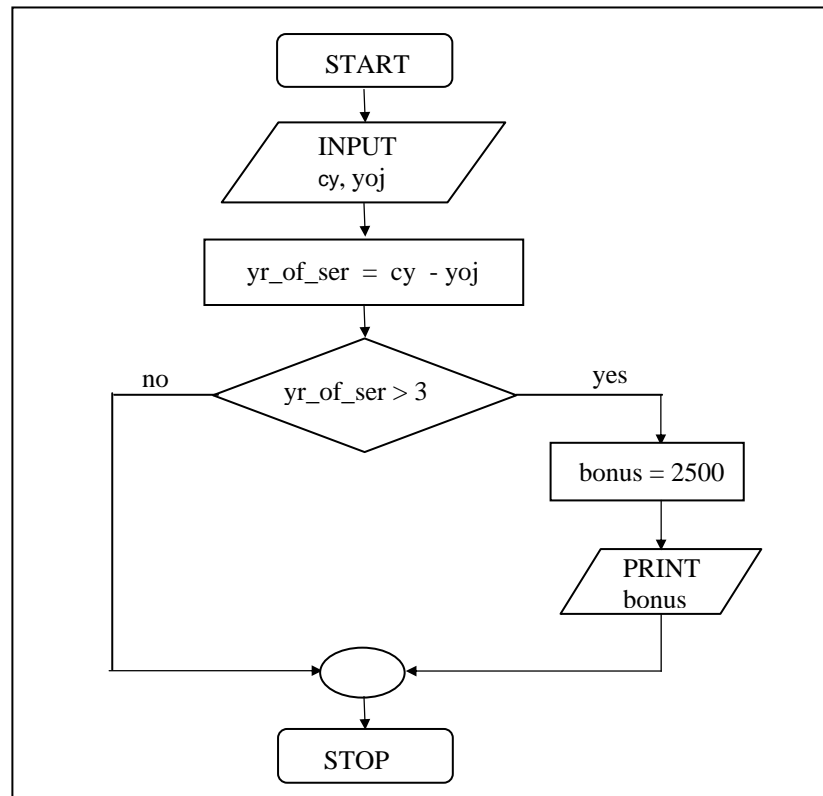 START
INPUT
cy, yoj
yr_of_ser = cy - yoj
no
yr_of_ser > 3
yes
bonus = 2500
PRINT
bonus
STOP